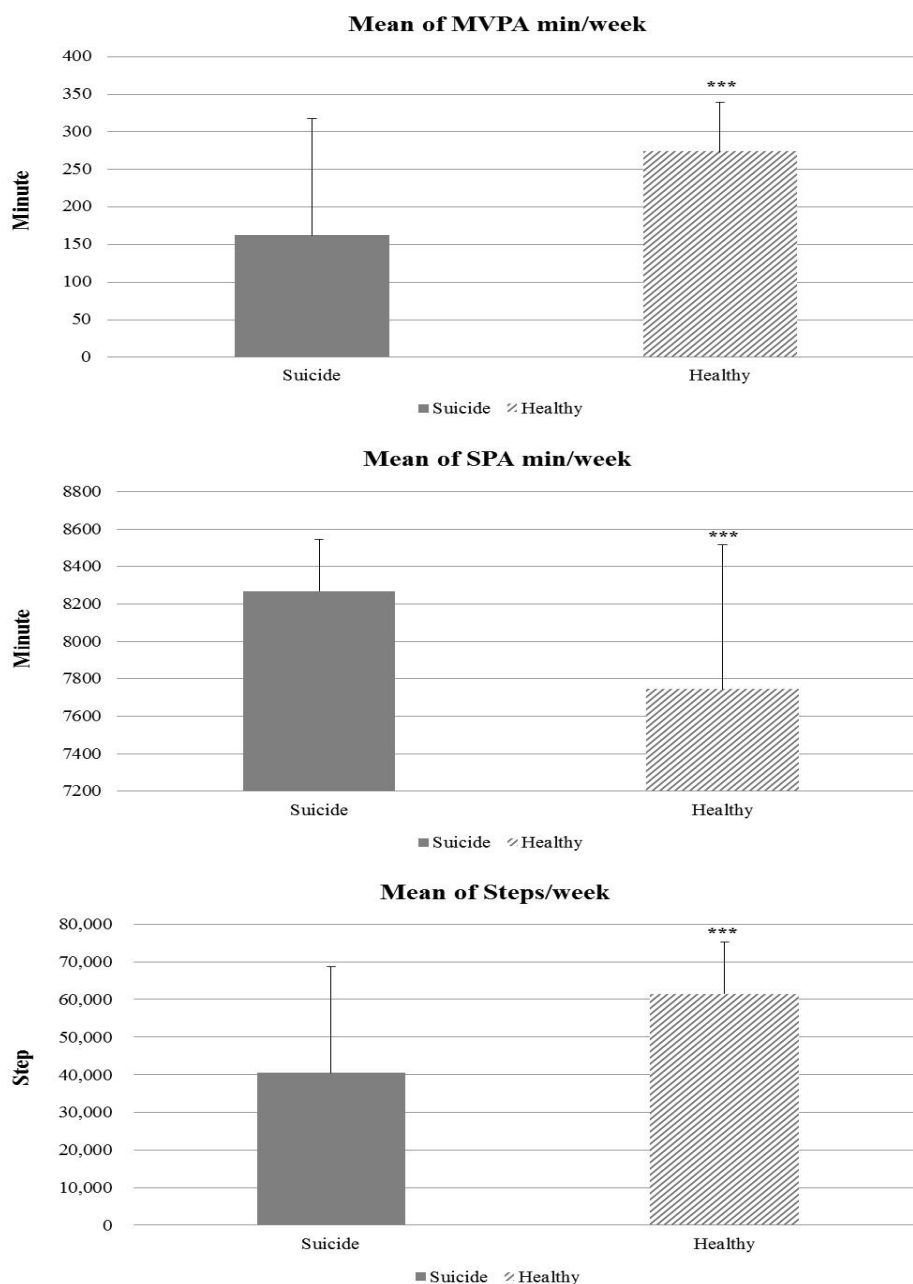 Mean of MVPA min/week
400
350
***
300
250
200
150
100
50
0
Minute
Suicide Healthy
Suicide Healthy
Mean of SPA min/week
8800
8600
***
8400
8200
8000
7800
7600
7400
7200
Minute
Suicide Healthy
Suicide Healthy
Mean of Steps/week
80,000
***
70,000
60,000
50,000
40,000
30,000
20,000
10,000
0
Step
Suicide Healthy
Suicide Healthy